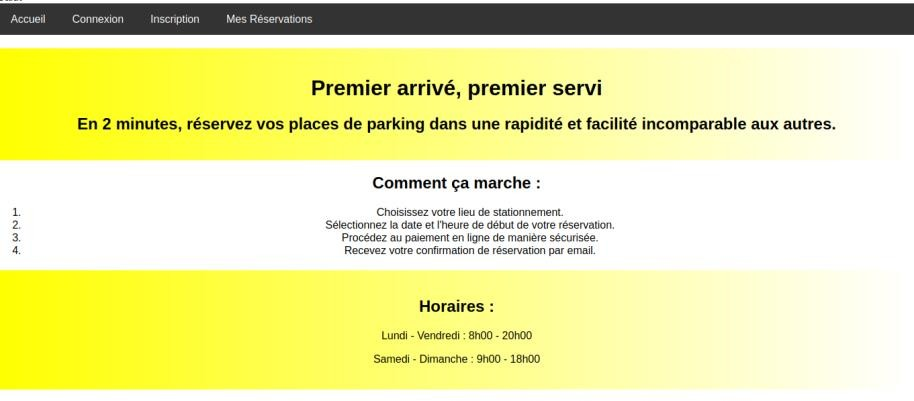 Accueil Connexion Inscription Mes Réservations
Premier arrivé, premier servi
En 2 minutes, réservez vos places de parking dans une rapidité et facilité incomparable aux autres.
Comment ça marche :
1. Choisissez votre lieu de stationnement.
2. Sélectionnez la date et l'heure de début de votre réservation.
3. Procédez au paiement en ligne de manière sécurisée.
4. Recevez votre confirmation de réservation par email.
Horaires :
Lundi - Vendredi : 8h00 - 20h00
Samedi - Dimanche : 9h00 - 18h00